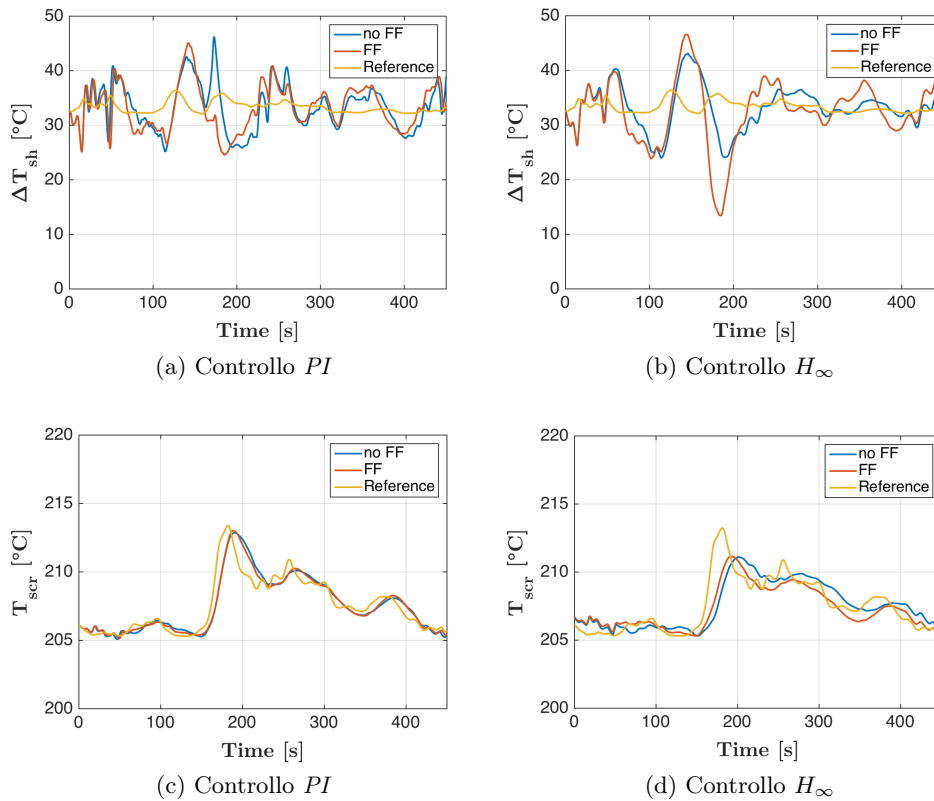 50
40
30
20
10
0
ΔT_sh [°C]
0 100 200 300 400
Time [s]
no FF
FF
Reference
(a) Controllo PI
50
40
30
20
10
0
ΔT_sh [°C]
0 100 200 300 400
Time [s]
no FF
FF
Reference
(b) Controllo H∞
220
215
210
205
200
T_scr [°C]
0 100 200 300 400
Time [s]
no FF
FF
Reference
(c) Controllo PI
220
215
210
205
200
T_scr [°C]
0 100 200 300 400
Time [s]
no FF
FF
Reference
(d) Controllo H∞